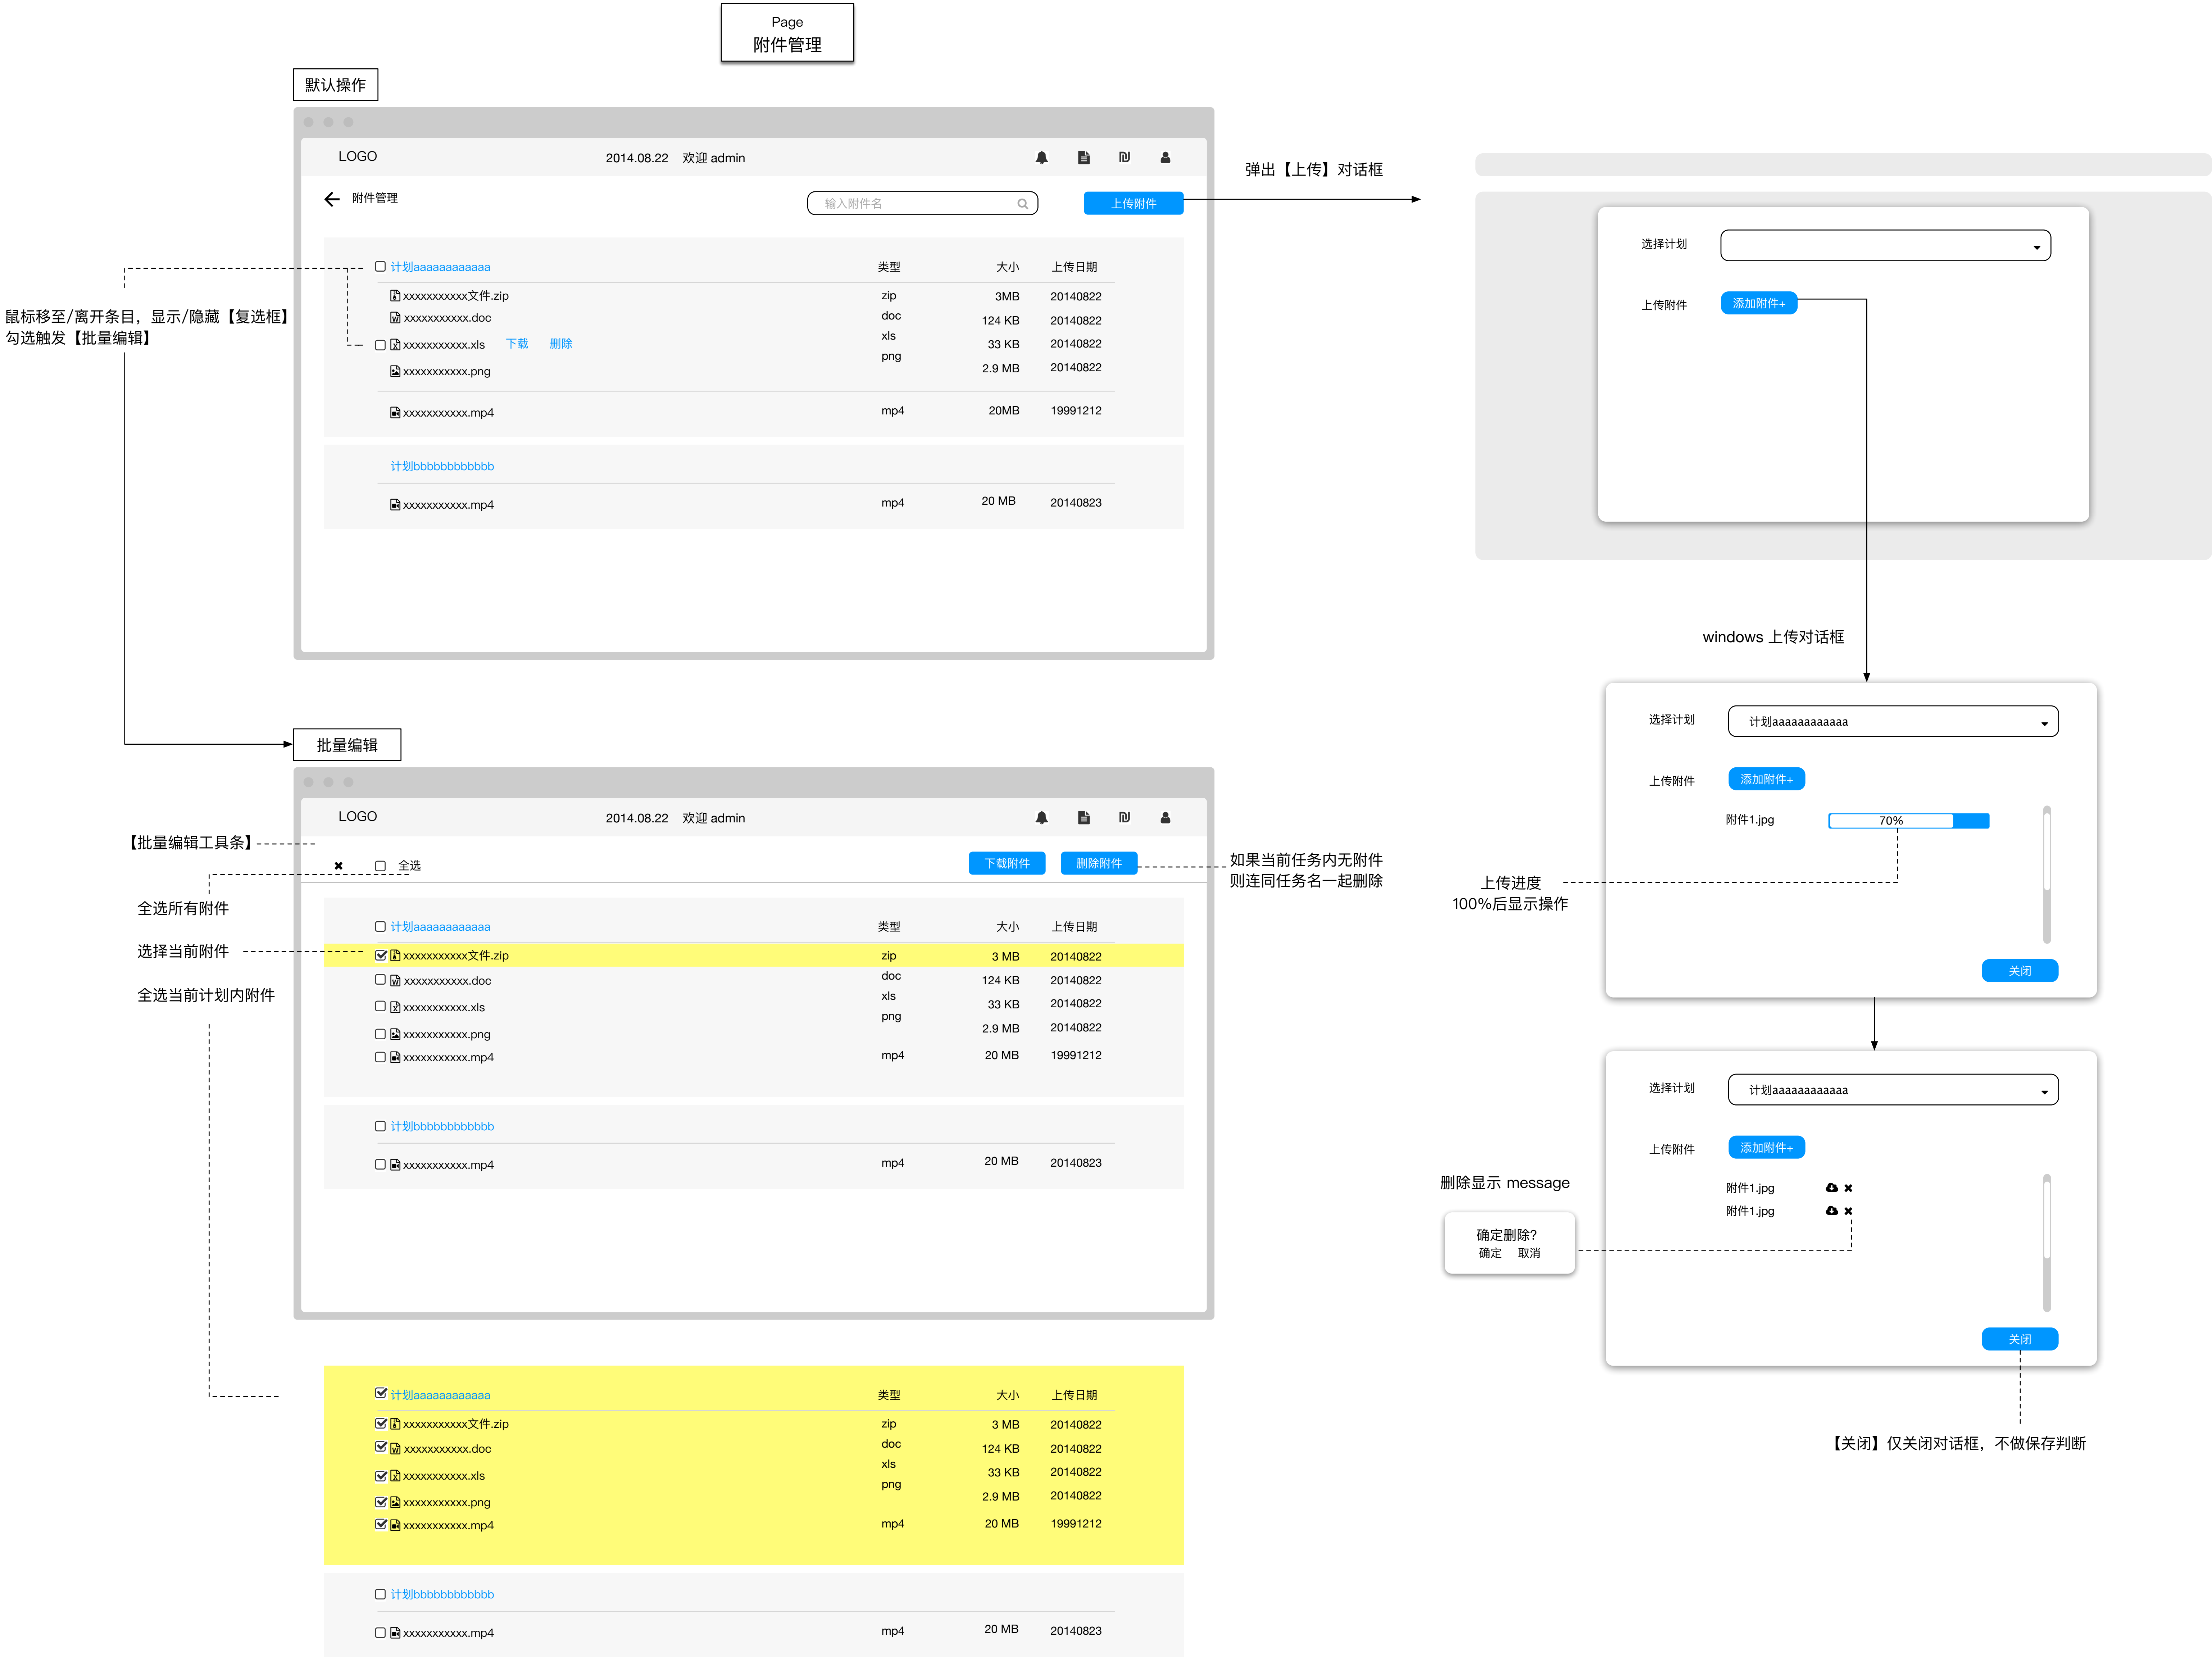 Page
附件管理
默认操作
LOGO
2014.08.22 欢迎 admin
附件管理
输入附件名
上传附件
计划aaaaaaaaaaaa 类型 大小 上传日期
xxxxxxxxxxx文件.zip zip 3MB 20140822
xxxxxxxxxxx.doc doc 124 KB 20140822
xxxxxxxxxxx.xls 下载 删除 xls 33 KB 20140822
xxxxxxxxxxx.png png 2.9 MB 20140822
xxxxxxxxxxx.mp4 mp4 20MB 19991212
计划bbbbbbbbbbbb
xxxxxxxxxxx.mp4 mp4 20 MB 20140823
鼠标移至/离开条目，显示/隐藏【复选框】
勾选触发【批量编辑】
弹出【上传】对话框
选择计划
上传附件 添加附件+
windows 上传对话框
选择计划 计划aaaaaaaaaaaa
上传附件 添加附件+
附件1.jpg 70%
关闭
上传进度
100%后显示操作
选择计划 计划aaaaaaaaaaaa
上传附件 添加附件+
附件1.jpg
附件1.jpg
关闭
删除显示 message
确定删除？
确定 取消
【关闭】仅关闭对话框，不做保存判断
批量编辑
LOGO
2014.08.22 欢迎 admin
【批量编辑工具条】
全选
下载附件 删除附件
如果当前任务内无附件
则连同任务名一起删除
全选所有附件
选择当前附件
全选当前计划内附件
计划aaaaaaaaaaaa 类型 大小 上传日期
xxxxxxxxxxx文件.zip zip 3 MB 20140822
xxxxxxxxxxx.doc doc 124 KB 20140822
xxxxxxxxxxx.xls xls 33 KB 20140822
xxxxxxxxxxx.png png 2.9 MB 20140822
xxxxxxxxxxx.mp4 mp4 20 MB 19991212
计划bbbbbbbbbbbb
xxxxxxxxxxx.mp4 mp4 20 MB 20140823
计划aaaaaaaaaaaa 类型 大小 上传日期
xxxxxxxxxxx文件.zip zip 3 MB 20140822
xxxxxxxxxxx.doc doc 124 KB 20140822
xxxxxxxxxxx.xls xls 33 KB 20140822
xxxxxxxxxxx.png png 2.9 MB 20140822
xxxxxxxxxxx.mp4 mp4 20 MB 19991212
计划bbbbbbbbbbbb
xxxxxxxxxxx.mp4 mp4 20 MB 20140823